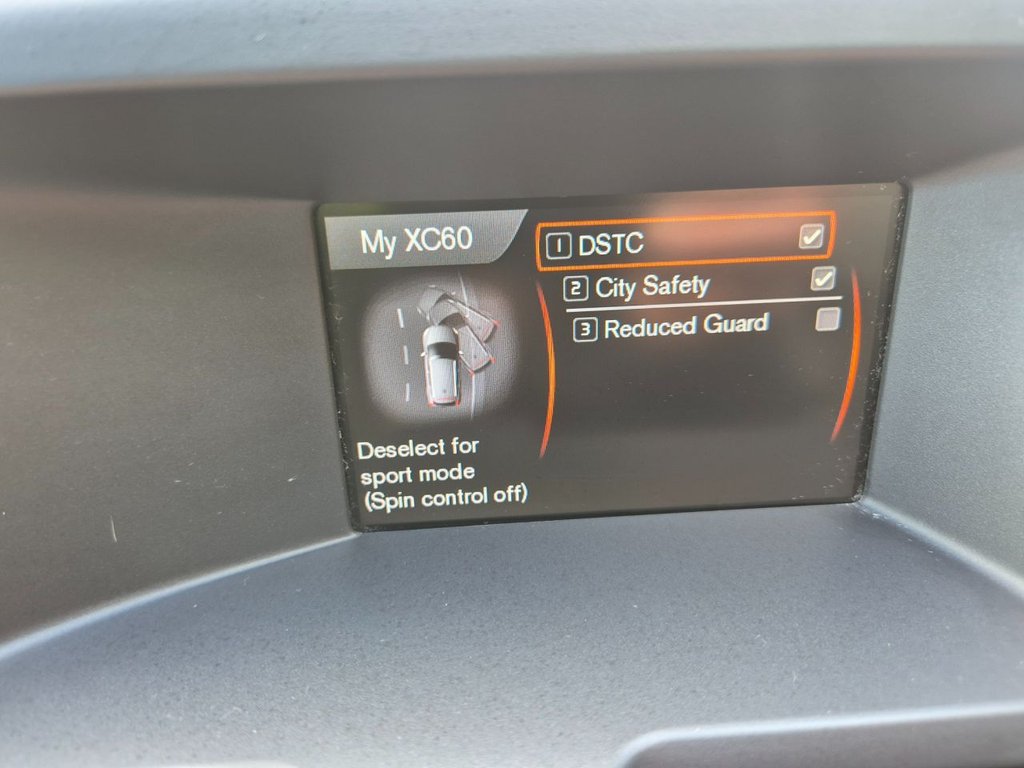 My XC60
1 DSTC
2 City Safety
3 Reduced Guard
Deselect for
sport mode
(Spin control off)